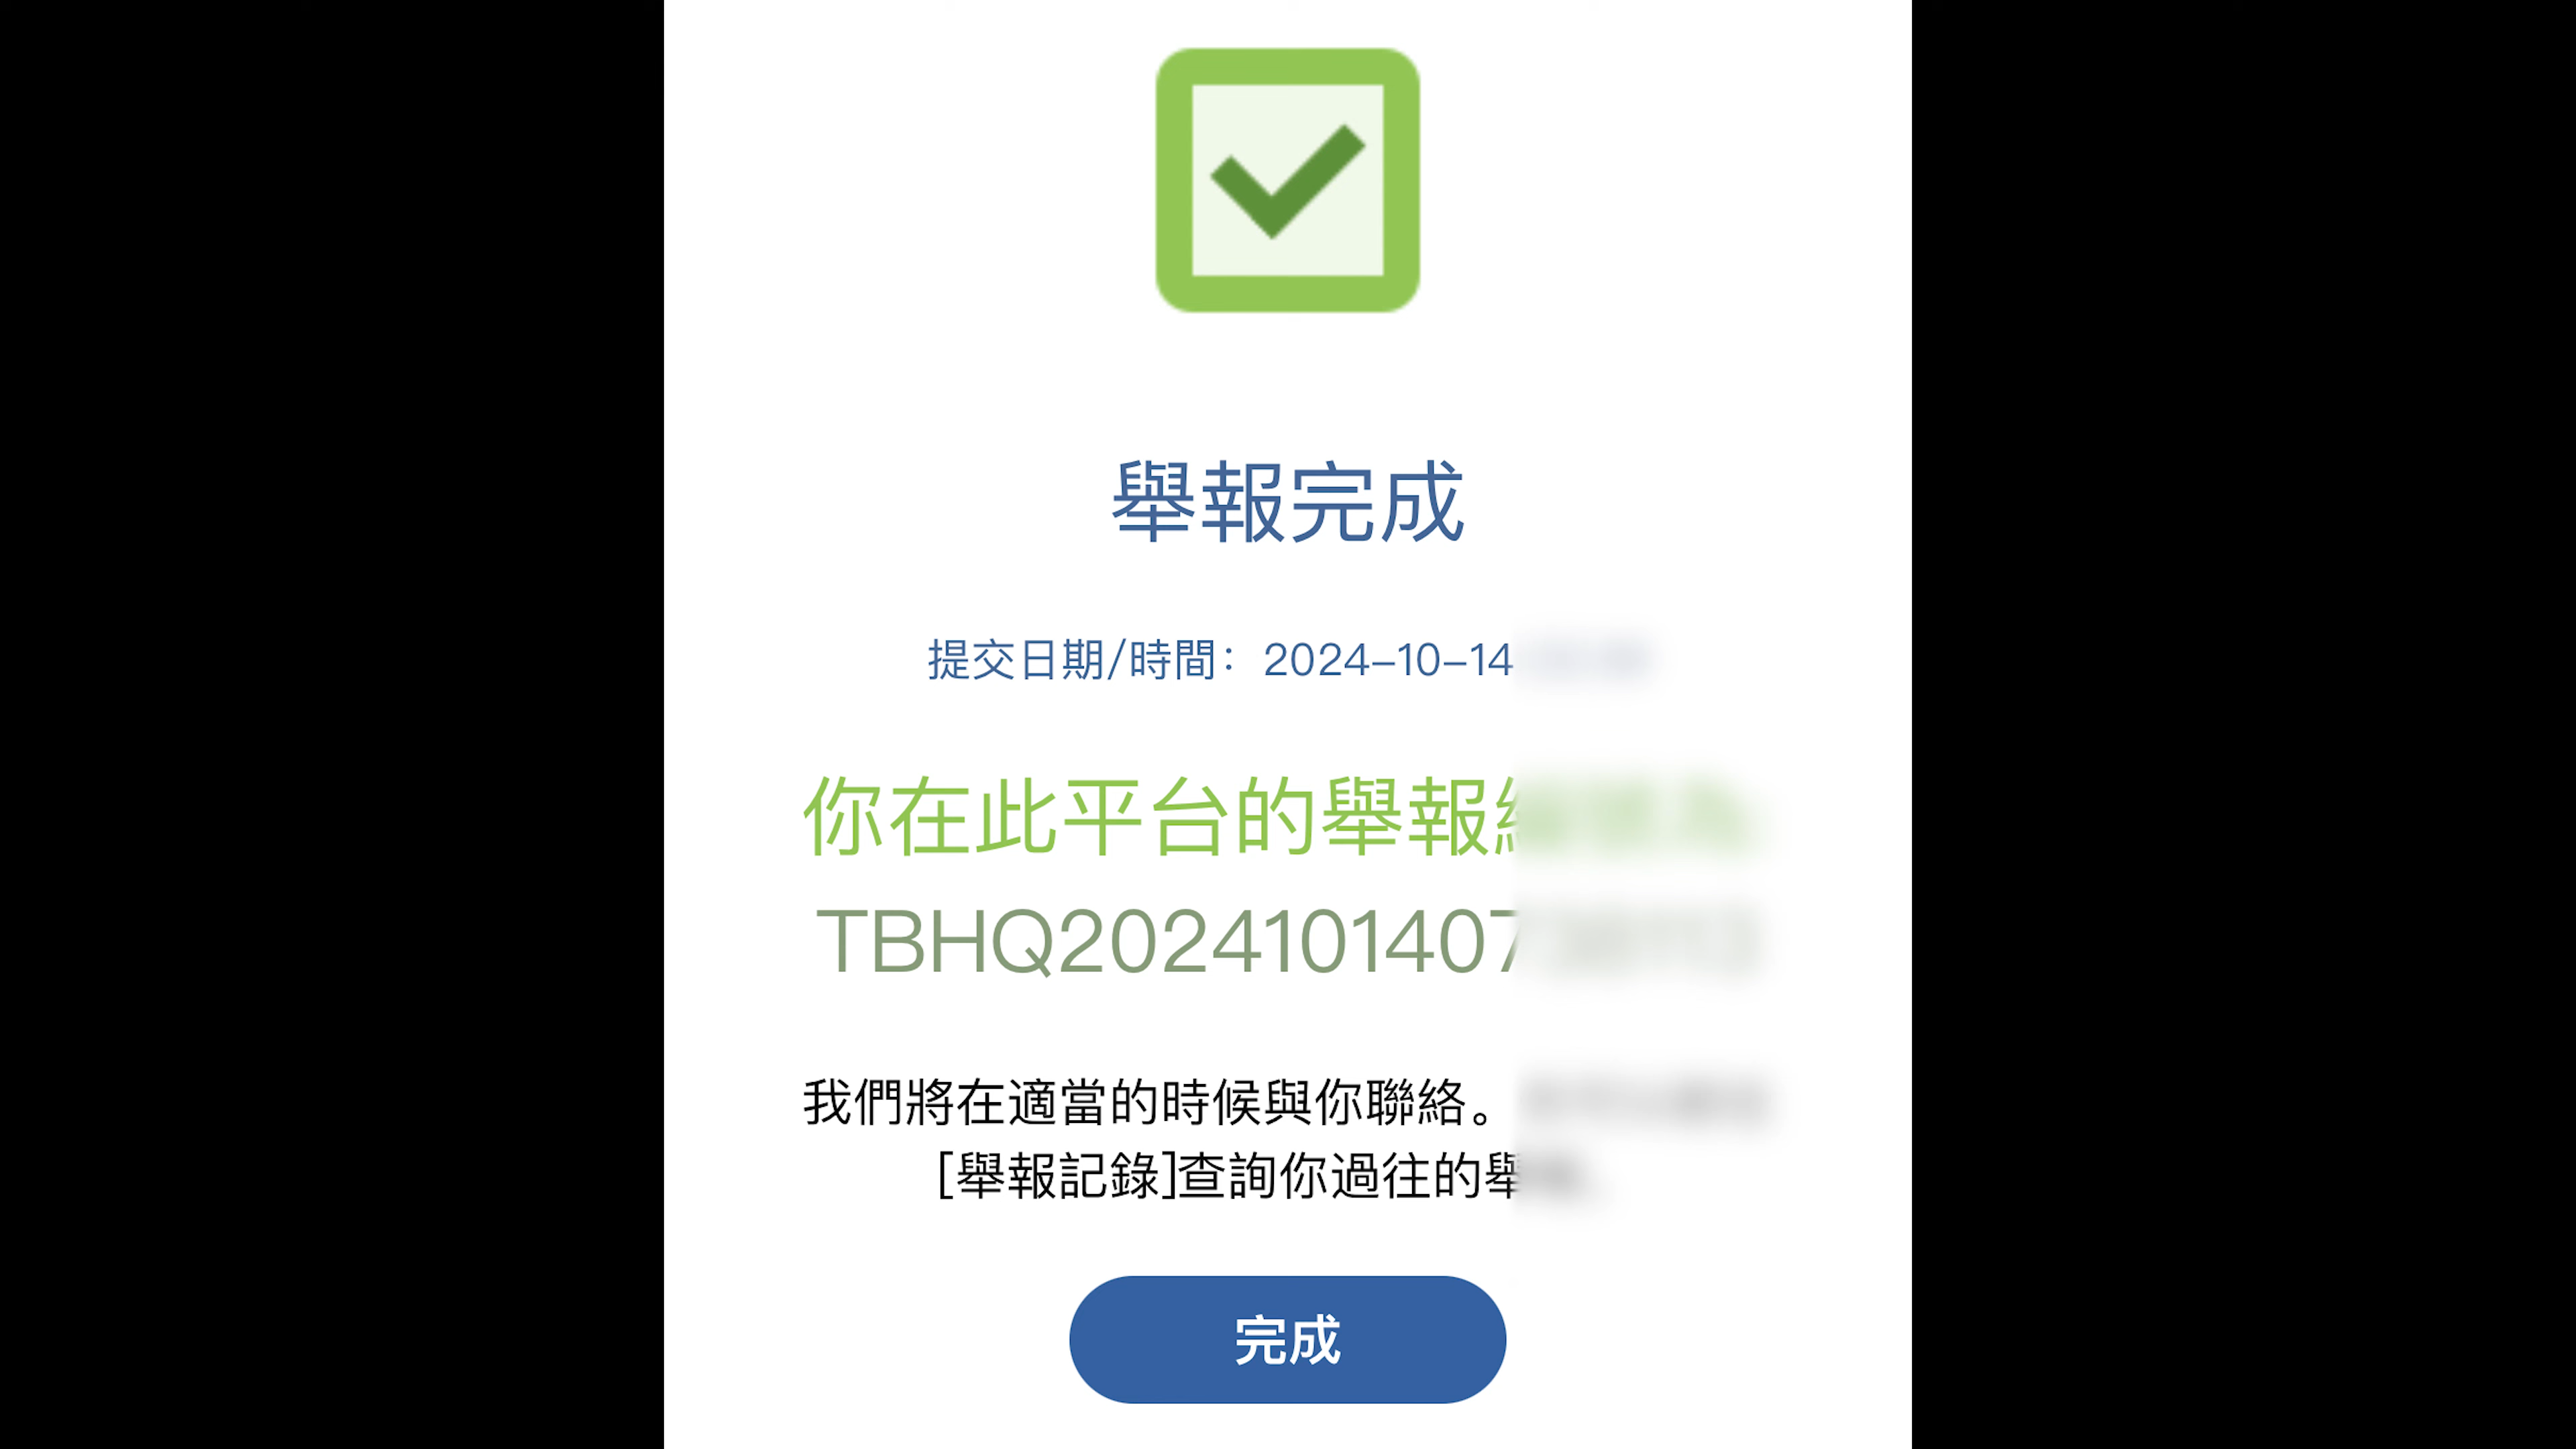 舉報完成
提交日期/時間：2024-10-14
你在此平台的舉報
TBHQ2024101407
我們將在適當的時候與你聯絡。
[舉報記錄]查詢你過往的舉
完成